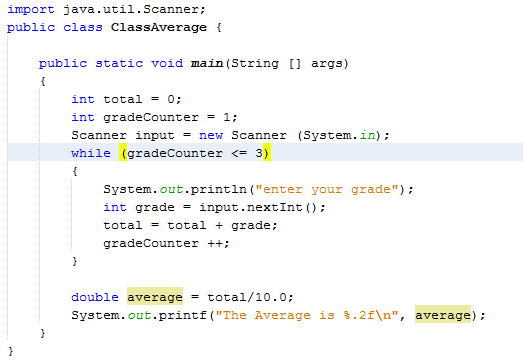 import java.util.Scanner;
public class ClassAverage {
public static void main(String [] args)
{
int total = 0;
int gradeCounter = 1;
Scanner input = new Scanner (System.in);
while (gradeCounter <= 3)
{
System.out.println("enter your grade");
int grade = input.nextInt();
total = total + grade;
gradeCounter ++;
}
double average = total/10.0;
System.out.printf("The Average is %.2f\n", average);
}
}